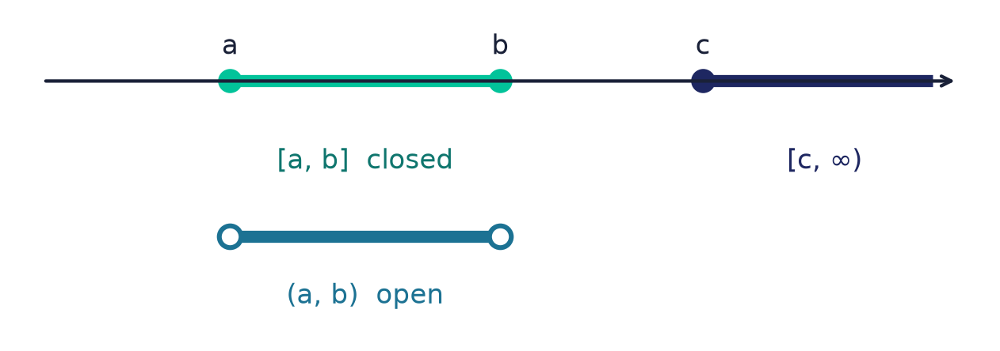 a b c
[a, b] closed [c, ∞)
(a, b) open